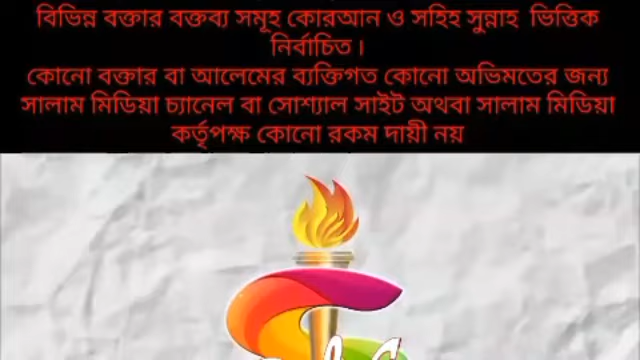 বিভিন্ন বক্তার বক্তব্য সমূহ কোরআন ও সহিহ সুন্নাহ ভিত্তিক
নির্বাচিত।
কোনো বক্তার বা আলেমের ব্যক্তিগত কোনো অভিমতের জন্য
সালাম মিডিয়া চ্যানেল বা সোশ্যাল সাইট অথবা সালাম মিডিয়া
কর্তৃপক্ষ কোনো রকম দায়ী নয়